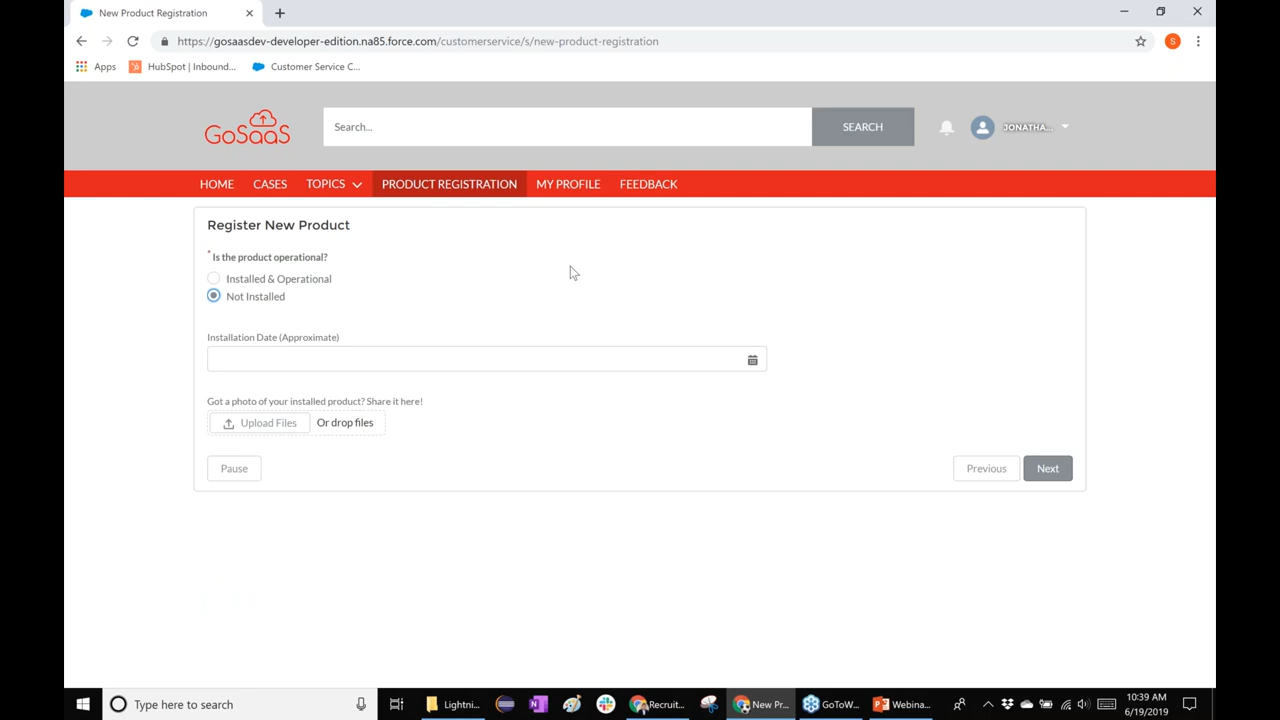 New Product Registration
https://gosaasdev-developer-edition.na85.force.com/customerservice/s/new-product-registration
S
Apps
HubSpot | Inbound...
Customer Service C...
GoSaaS
Search...
SEARCH
JONATHA...
HOME
CASES
TOPICS
PRODUCT REGISTRATION
MY PROFILE
FEEDBACK
Register New Product
* Is the product operational?
Installed & Operational
Not Installed
Installation Date (Approximate)
Got a photo of your installed product? Share it here!
Upload Files
Or drop files
Pause
Previous
Next
Type here to search
Lightni...
Recruit...
New Pr...
GoToW...
Webina...
10:39 AM
6/19/2019